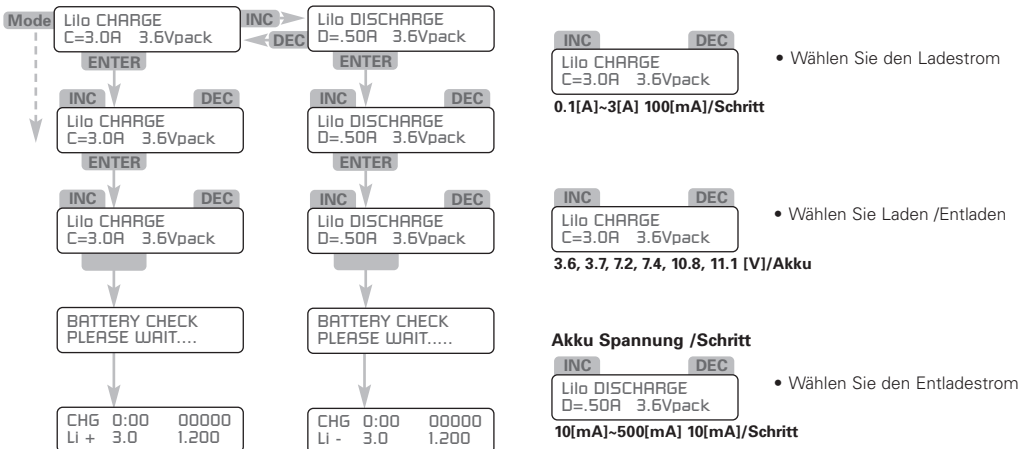 Mode
Lilo CHARGE
C=3.0A 3.6Vpack
INC
DEC
Lilo DISCHARGE
D=.50A 3.6Vpack
ENTER
ENTER
INC DEC
Lilo CHARGE
C=3.0A 3.6Vpack
ENTER
INC DEC
Lilo DISCHARGE
D=.50A 3.6Vpack
ENTER
INC DEC
Lilo CHARGE
C=3.0A 3.6Vpack
INC DEC
Lilo DISCHARGE
D=.50A 3.6Vpack
BATTERY CHECK
PLEASE WAIT....
BATTERY CHECK
PLEASE WAIT.....
CHG 0:00 00000
Li + 3.0 1.200
CHG 0:00 00000
Li - 3.0 1.200
INC DEC
Lilo CHARGE
C=3.0A 3.6Vpack
• Wählen Sie den Ladestrom
0.1[A]~3[A] 100[mA]/Schritt
INC DEC
Lilo CHARGE
C=3.0A 3.6Vpack
• Wählen Sie Laden /Entladen
3.6, 3.7, 7.2, 7.4, 10.8, 11.1 [V]/Akku
Akku Spannung /Schritt
INC DEC
Lilo DISCHARGE
D=.50A 3.6Vpack
• Wählen Sie den Entladestrom
10[mA]~500[mA] 10[mA]/Schritt